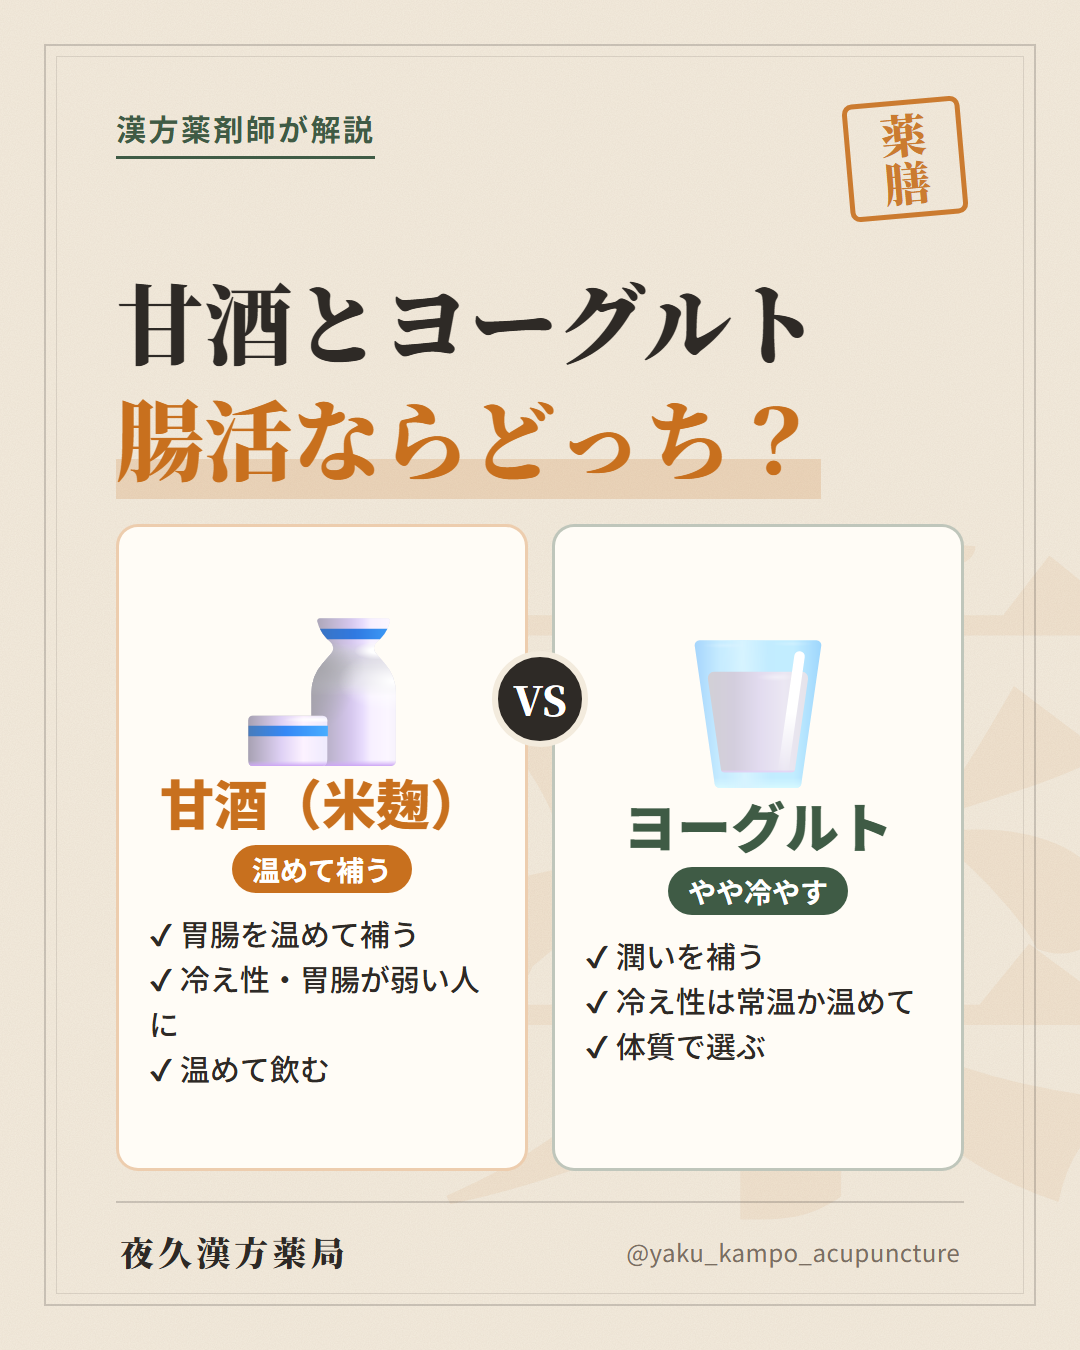 漢方薬剤師が解説
薬
膳
甘酒とヨーグルト
腸活ならどっち？
VS
甘酒（米麹）
温めて補う
✓胃腸を温めて補う
✓冷え性・胃腸が弱い人
に
✓温めて飲む
ヨーグルト
やや冷やす
✓潤いを補う
✓冷え性は常温か温めて
✓体質で選ぶ
夜久漢方薬局
@yaku_kampo_acupuncture